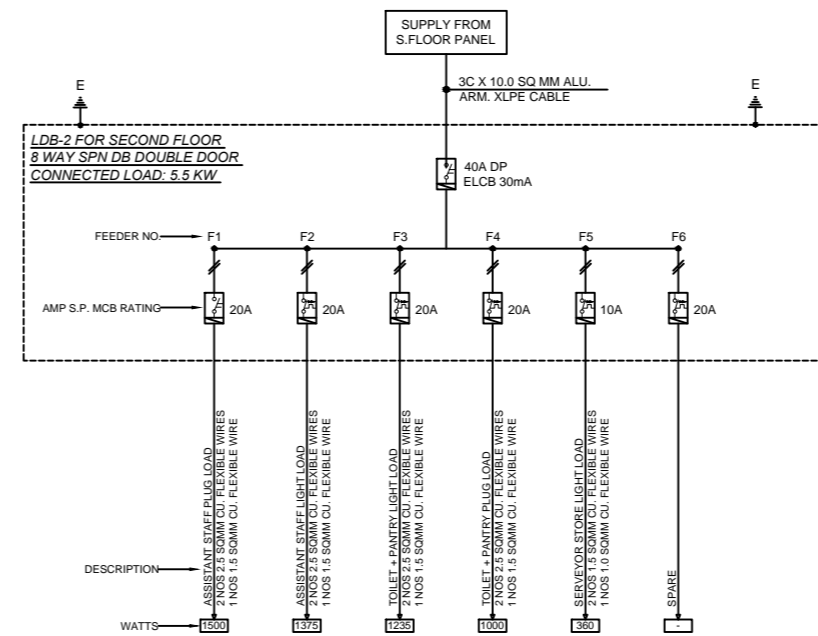 SUPPLY FROM
S.FLOOR PANEL
3C X 10.0 SQ MM ALU.
ARM. XLPE CABLE
E
E
LDB-2 FOR SECOND FLOOR
8 WAY SPN DB DOUBLE DOOR
CONNECTED LOAD: 5.5 KW
40A DP
ELCB 30mA
FEEDER NO. F1 F2 F3 F4 F5 F6
AMP S.P. MCB RATING 20A 20A 20A 20A 10A 20A
DESCRIPTION
ASSISTANT STAFF PLUG LOAD
2 NOS 2.5 SQMM CU. FLEXIBLE WIRES
1 NOS 1.5 SQMM CU. FLEXIBLE WIRE
ASSISTANT STAFF LIGHT LOAD
2 NOS 2.5 SQMM CU. FLEXIBLE WIRES
1 NOS 1.5 SQMM CU. FLEXIBLE WIRE
TOILET + PANTRY LIGHT LOAD
2 NOS 2.5 SQMM CU. FLEXIBLE WIRES
1 NOS 1.5 SQMM CU. FLEXIBLE WIRE
TOILET + PANTRY PLUG LOAD
2 NOS 2.5 SQMM CU. FLEXIBLE WIRES
1 NOS 1.5 SQMM CU. FLEXIBLE WIRE
SERVEYOR STORE LIGHT LOAD
2 NOS 1.5 SQMM CU. FLEXIBLE WIRES
1 NOS 1.0 SQMM CU. FLEXIBLE WIRE
SPARE
WATTS 1500 1375 1235 1000 360 -